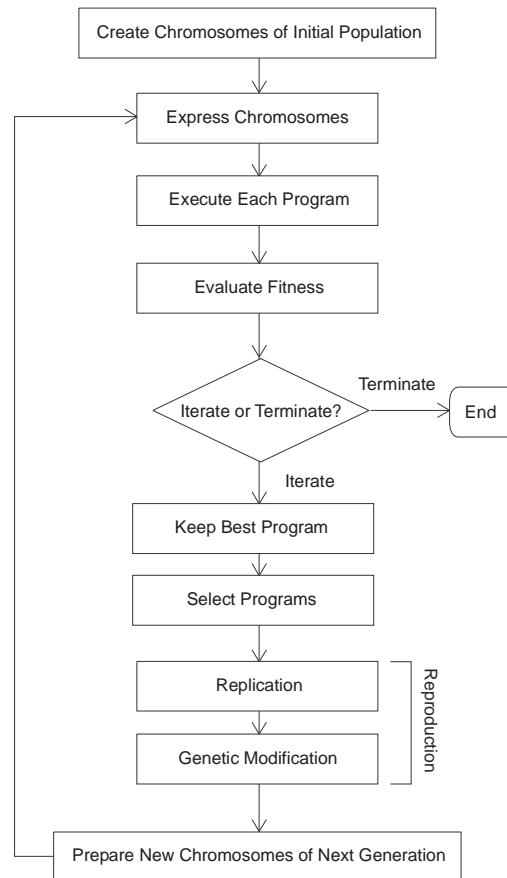 Create Chromosomes of Initial Population
Express Chromosomes
Execute Each Program
Evaluate Fitness
Terminate
Iterate or Terminate?
End
Iterate
Keep Best Program
Select Programs
Replication
Reproduction
Genetic Modification
Prepare New Chromosomes of Next Generation